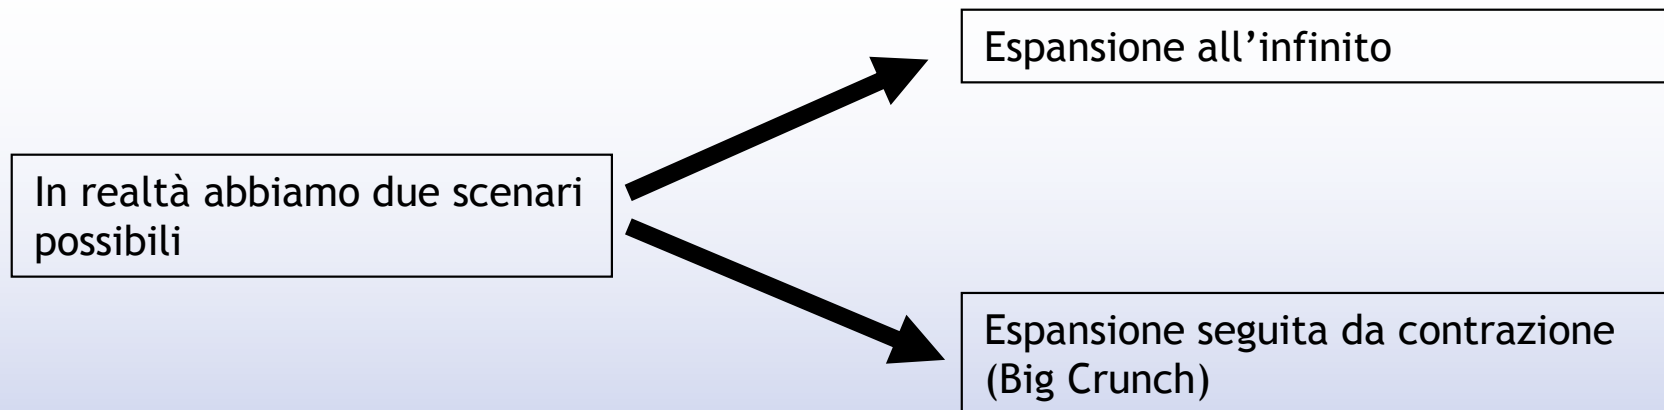 Espansione all’infinito
In realtà abbiamo due scenari
possibili
Espansione seguita da contrazione
(Big Crunch)